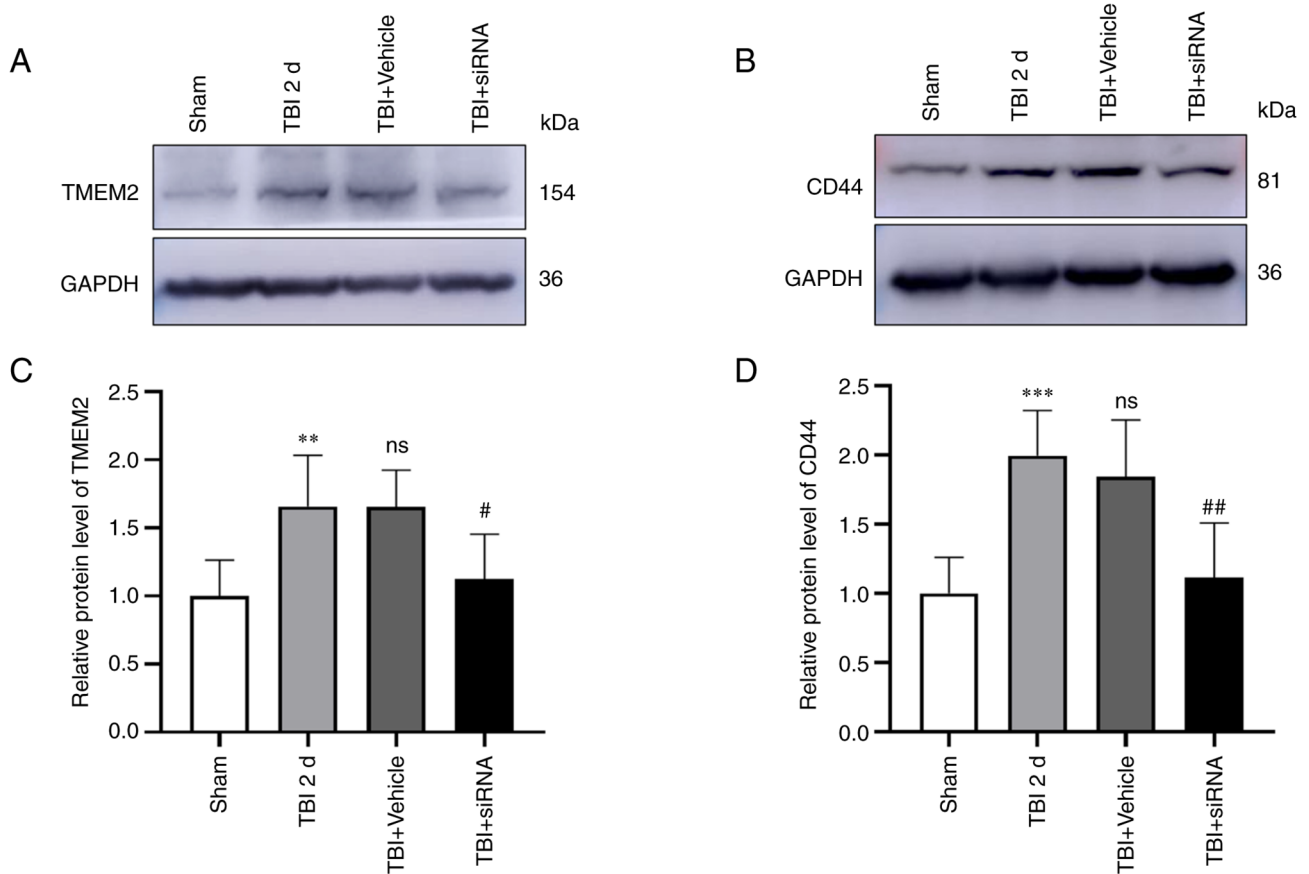 A
Sham
TBI 2 d
TBI+Vehicle
TBI+siRNA
kDa
TMEM2
154
GAPDH
36
B
Sham
TBI 2 d
TBI+Vehicle
TBI+siRNA
kDa
CD44
81
GAPDH
36
C
Relative protein level of TMEM2
2.5
2.0
1.5
1.0
0.5
0.0
**
ns
#
Sham
TBI 2 d
TBI+Vehicle
TBI+siRNA
D
Relative protein level of CD44
2.5
2.0
1.5
1.0
0.5
0.0
***
ns
##
Sham
TBI 2 d
TBI+Vehicle
TBI+siRNA